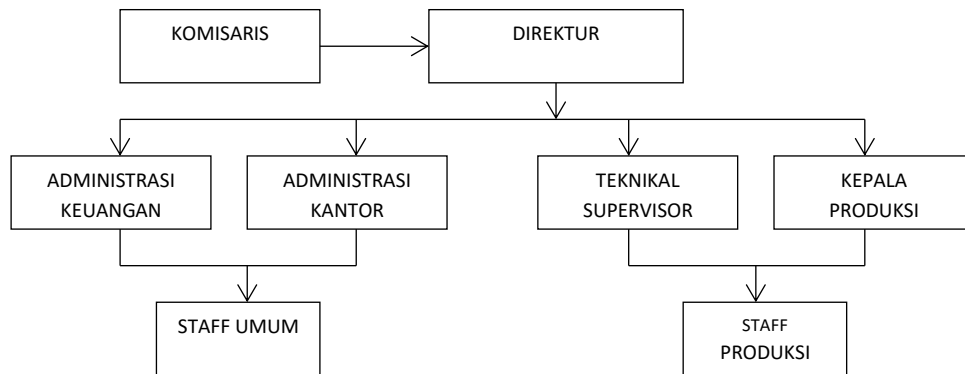 KOMISARIS
DIREKTUR
ADMINISTRASI
KEUANGAN
ADMINISTRASI
KANTOR
TEKNIKAL
SUPERVISOR
KEPALA
PRODUKSI
STAFF UMUM
STAFF
PRODUKSI